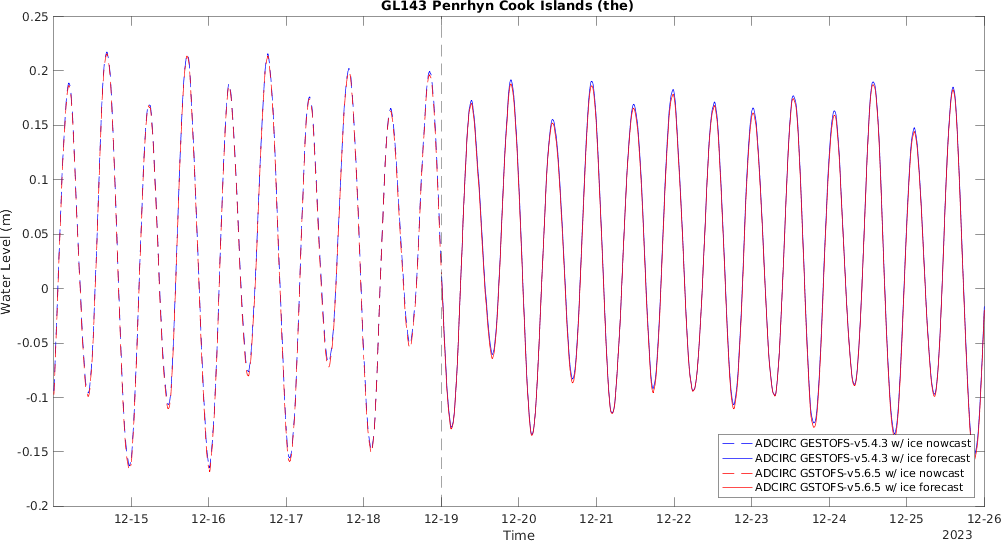 GL143 Penrhyn Cook Islands (the)
0.25
0.2
0.15
0.1
0.05
0
-0.05
-0.1
-0.15
-0.2
Water Level (m)
12-15 12-16 12-17 12-18 12-19 12-20 12-21 12-22 12-23 12-24 12-25 12-26
Time
2023
ADCIRC GESTOFS-v5.4.3 w/ ice nowcast
ADCIRC GESTOFS-v5.4.3 w/ ice forecast
ADCIRC GSTOFS-v5.6.5 w/ ice nowcast
ADCIRC GSTOFS-v5.6.5 w/ ice forecast